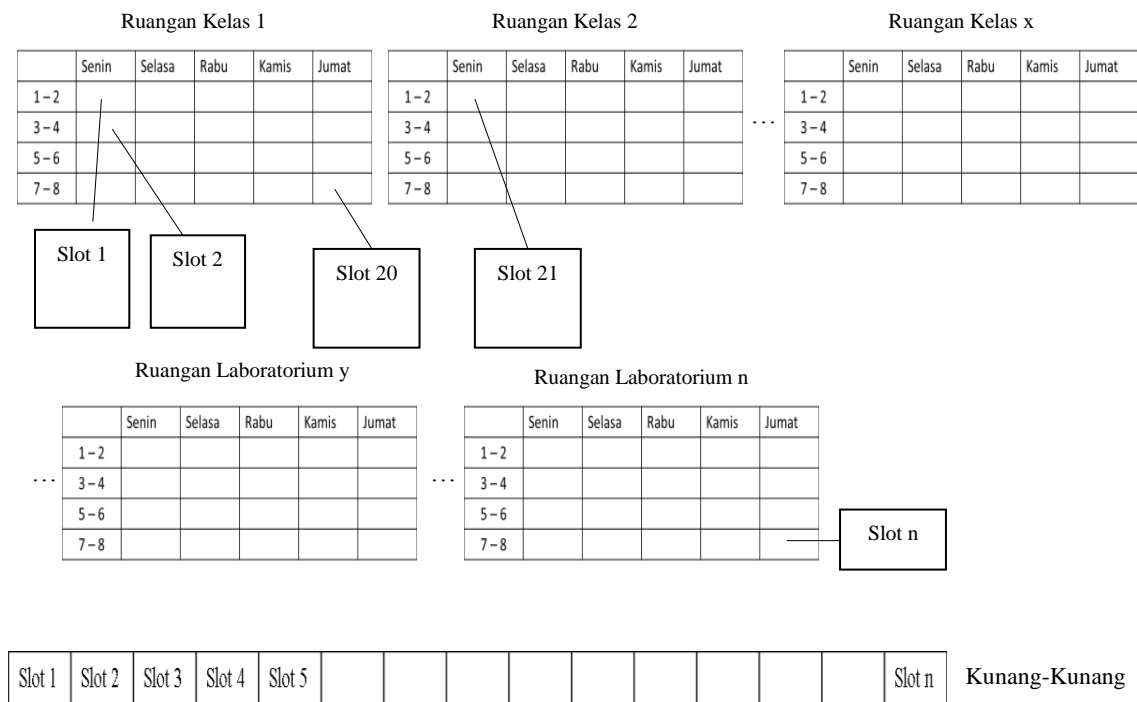 Ruangan Kelas 1
Senin Selasa Rabu Kamis Jumat
1 – 2
3 – 4
5 – 6
7 – 8
Slot 1
Slot 2
Slot 20
Ruangan Kelas 2
Senin Selasa Rabu Kamis Jumat
1 – 2
3 – 4
5 – 6
7 – 8
Slot 21
...
Ruangan Kelas x
Senin Selasa Rabu Kamis Jumat
1 – 2
3 – 4
5 – 6
7 – 8
...
Ruangan Laboratorium y
Senin Selasa Rabu Kamis Jumat
1 – 2
3 – 4
5 – 6
7 – 8
...
Ruangan Laboratorium n
Senin Selasa Rabu Kamis Jumat
1 – 2
3 – 4
5 – 6
7 – 8
Slot n
Slot 1 Slot 2 Slot 3 Slot 4 Slot 5 Slot n Kunang-Kunang